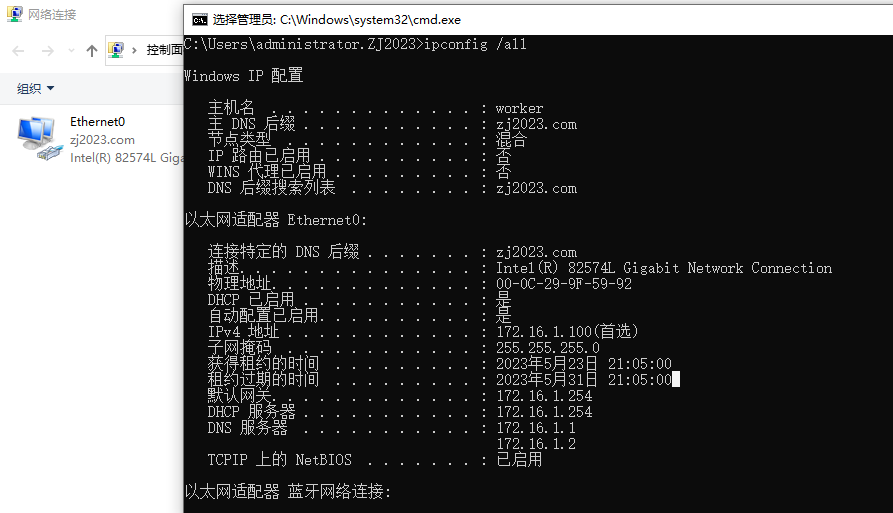 网络连接
控制面
组织
Ethernet0
zj2023.com
Intel(R) 82574L Giga
选择管理员: C:\Windows\system32\cmd.exe
C:\Users\administrator.ZJ2023>ipconfig /all
Windows IP 配置
主机名 . . . . . . . . . . . . . : worker
主 DNS 后缀 . . . . . . . . . . . : zj2023.com
节点类型 . . . . . . . . . . . . : 混合
IP 路由已启用 . . . . . . . . . . : 否
WINS 代理已启用 . . . . . . . . . : 否
DNS 后缀搜索列表 . . . . . . . . : zj2023.com
以太网适配器 Ethernet0:
连接特定的 DNS 后缀 . . . . . . . : zj2023.com
描述. . . . . . . . . . . . . . . : Intel(R) 82574L Gigabit Network Connection
物理地址. . . . . . . . . . . . . : 00-0C-29-9F-59-92
DHCP 已启用 . . . . . . . . . . . : 是
自动配置已启用. . . . . . . . . . : 是
IPv4 地址 . . . . . . . . . . . . : 172.16.1.100(首选)
子网掩码 . . . . . . . . . . . . : 255.255.255.0
获得租约的时间 . . . . . . . . . : 2023年5月23日 21:05:00
租约过期的时间 . . . . . . . . . : 2023年5月31日 21:05:00
默认网关. . . . . . . . . . . . . : 172.16.1.254
DHCP 服务器 . . . . . . . . . . . : 172.16.1.254
DNS 服务器 . . . . . . . . . . . : 172.16.1.1
172.16.1.2
TCPIP 上的 NetBIOS . . . . . . . : 已启用
以太网适配器 蓝牙网络连接: